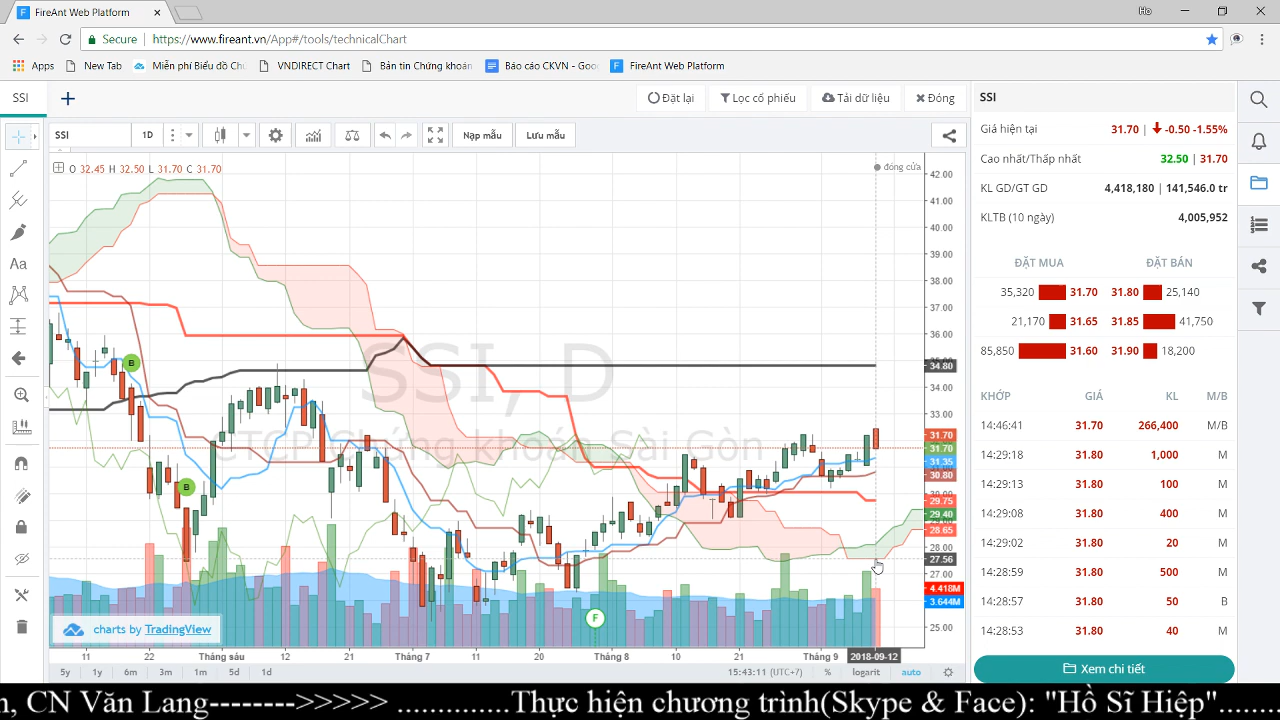 FireAnt Web Platform
Secure https://www.fireant.vn/App#/tools/technicalChart
Apps New Tab Miễn phí Biểu đồ Chu VNDIRECT Chart Bản tin Chứng khoán Báo cáo CKVN - Goo FireAnt Web Platform
SSI Đặt lại Lọc cổ phiếu Tải dữ liệu Đóng
SSI 1D Nạp mẫu Lưu mẫu
O 32.45 H 32.50 L 31.70 C 31.70 đóng cửa
SSI, D
CTCP Chứng khoán Sài Gòn
42.00
41.00
40.00
39.00
38.00
37.00
36.00
34.80
34.00
33.00
31.70
31.70
31.35
30.80
29.75
29.40
28.65
28.00
27.56
27.00
4.418M
3.644M
25.00
B
B
F
Aa
charts by TradingView
11 22 Tháng sáu 12 21 Tháng 7 11 20 Tháng 8 10 21 Tháng 9 2018-09-12
5y 1y 6m 3m 1m 5d 1d 15:43:11 (UTC+7) % logarit auto
SSI
Giá hiện tại 31.70 | -0.50 -1.55%
Cao nhất/Thấp nhất 32.50 | 31.70
KL GD/GT GD 4,418,180 | 141,546.0 tr
KLTB (10 ngày) 4,005,952
ĐẶT MUA ĐẶT BÁN
35,320 31.70 31.80 25,140
21,170 31.65 31.85 41,750
85,850 31.60 31.90 18,200
KHỚP GIÁ KL M/B
14:46:41 31.70 266,400 M/B
14:29:18 31.80 1,000 M
14:29:13 31.80 100 M
14:29:08 31.80 400 M
14:29:02 31.80 20 M
14:28:59 31.80 500 M
14:28:57 31.80 50 B
14:28:53 31.80 40 M
Xem chi tiết
n, CN Văn Lang-------->>>>> ..............Thực hiện chương trình(Skype & Face): "Hồ Sĩ Hiệp".......